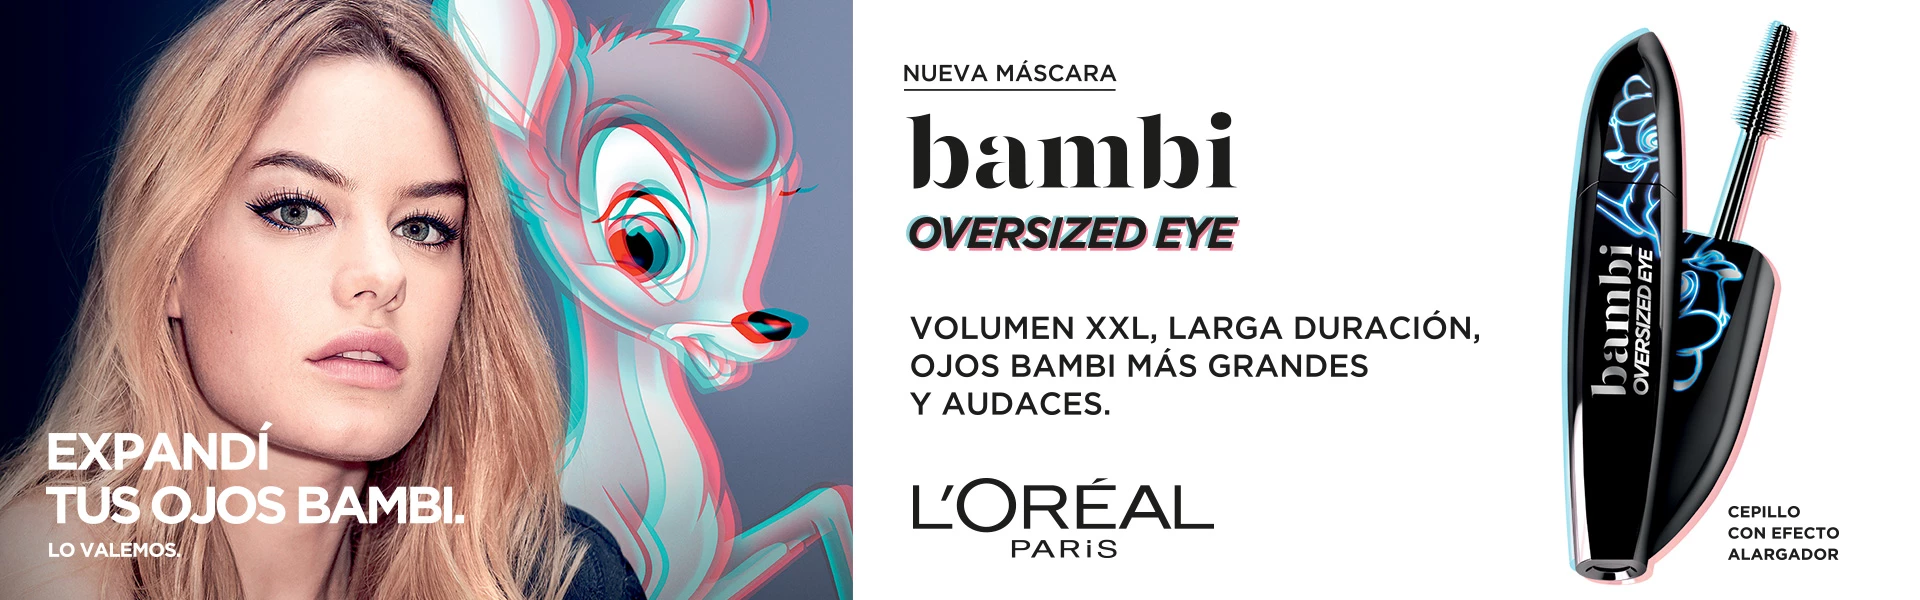 EXPANDÍ
TUS OJOS BAMBI.
LO VALEMOS.
NUEVA MÁSCARA
bambi
OVERSIZED EYE
VOLUMEN XXL, LARGA DURACIÓN,
OJOS BAMBI MÁS GRANDES
Y AUDACES.
L'ORÉAL
PARiS
bambi
OVERSIZED EYE
CEPILLO
CON EFECTO
ALARGADOR